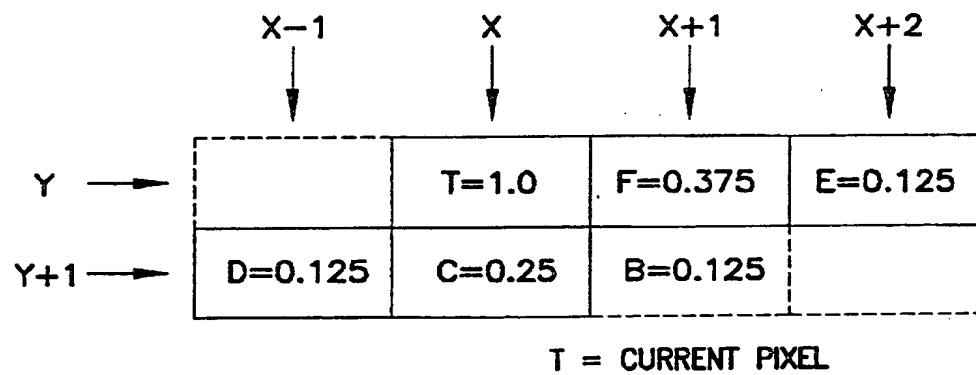 X-1 X X+1 X+2
Y T=1.0 F=0.375 E=0.125
Y+1 D=0.125 C=0.25 B=0.125
T = CURRENT PIXEL